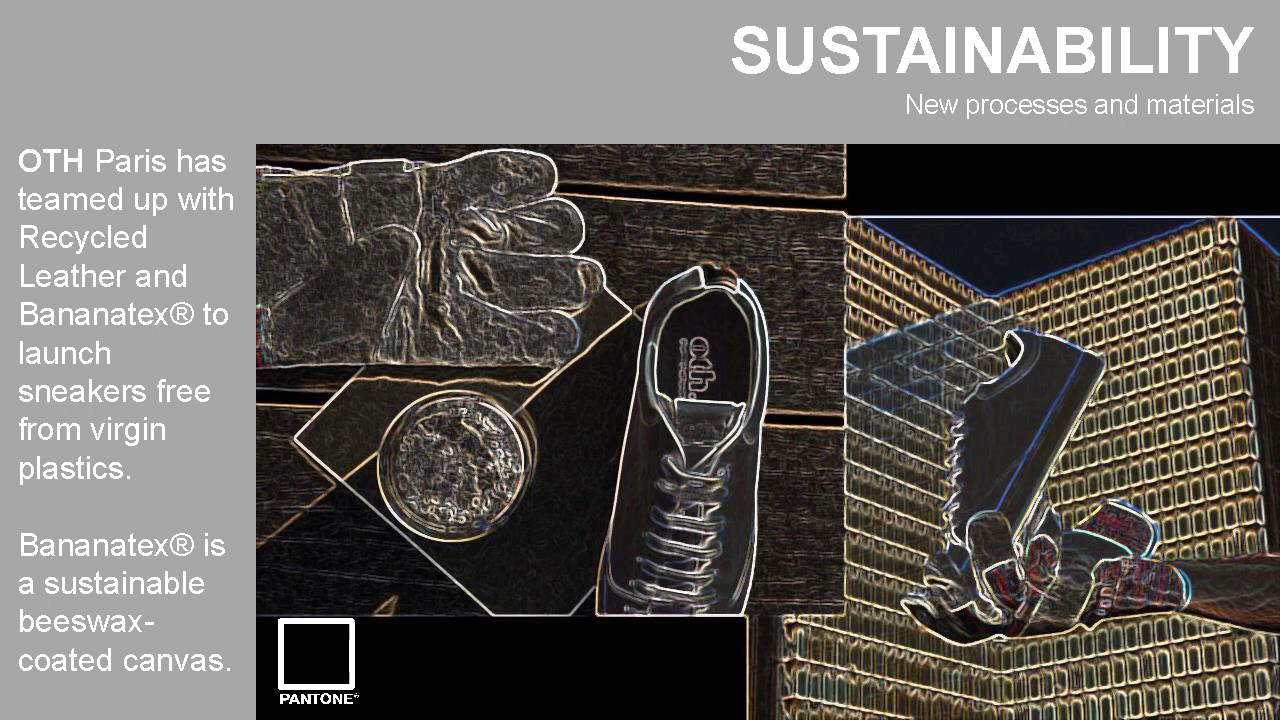 SUSTAINABILITY
New processes and materials
OTH Paris has
teamed up with
Recycled
Leather and
Bananatex® to
launch
sneakers free
from virgin
plastics.
Bananatex® is
a sustainable
beeswax-
coated canvas.
oth.
PANTONE®